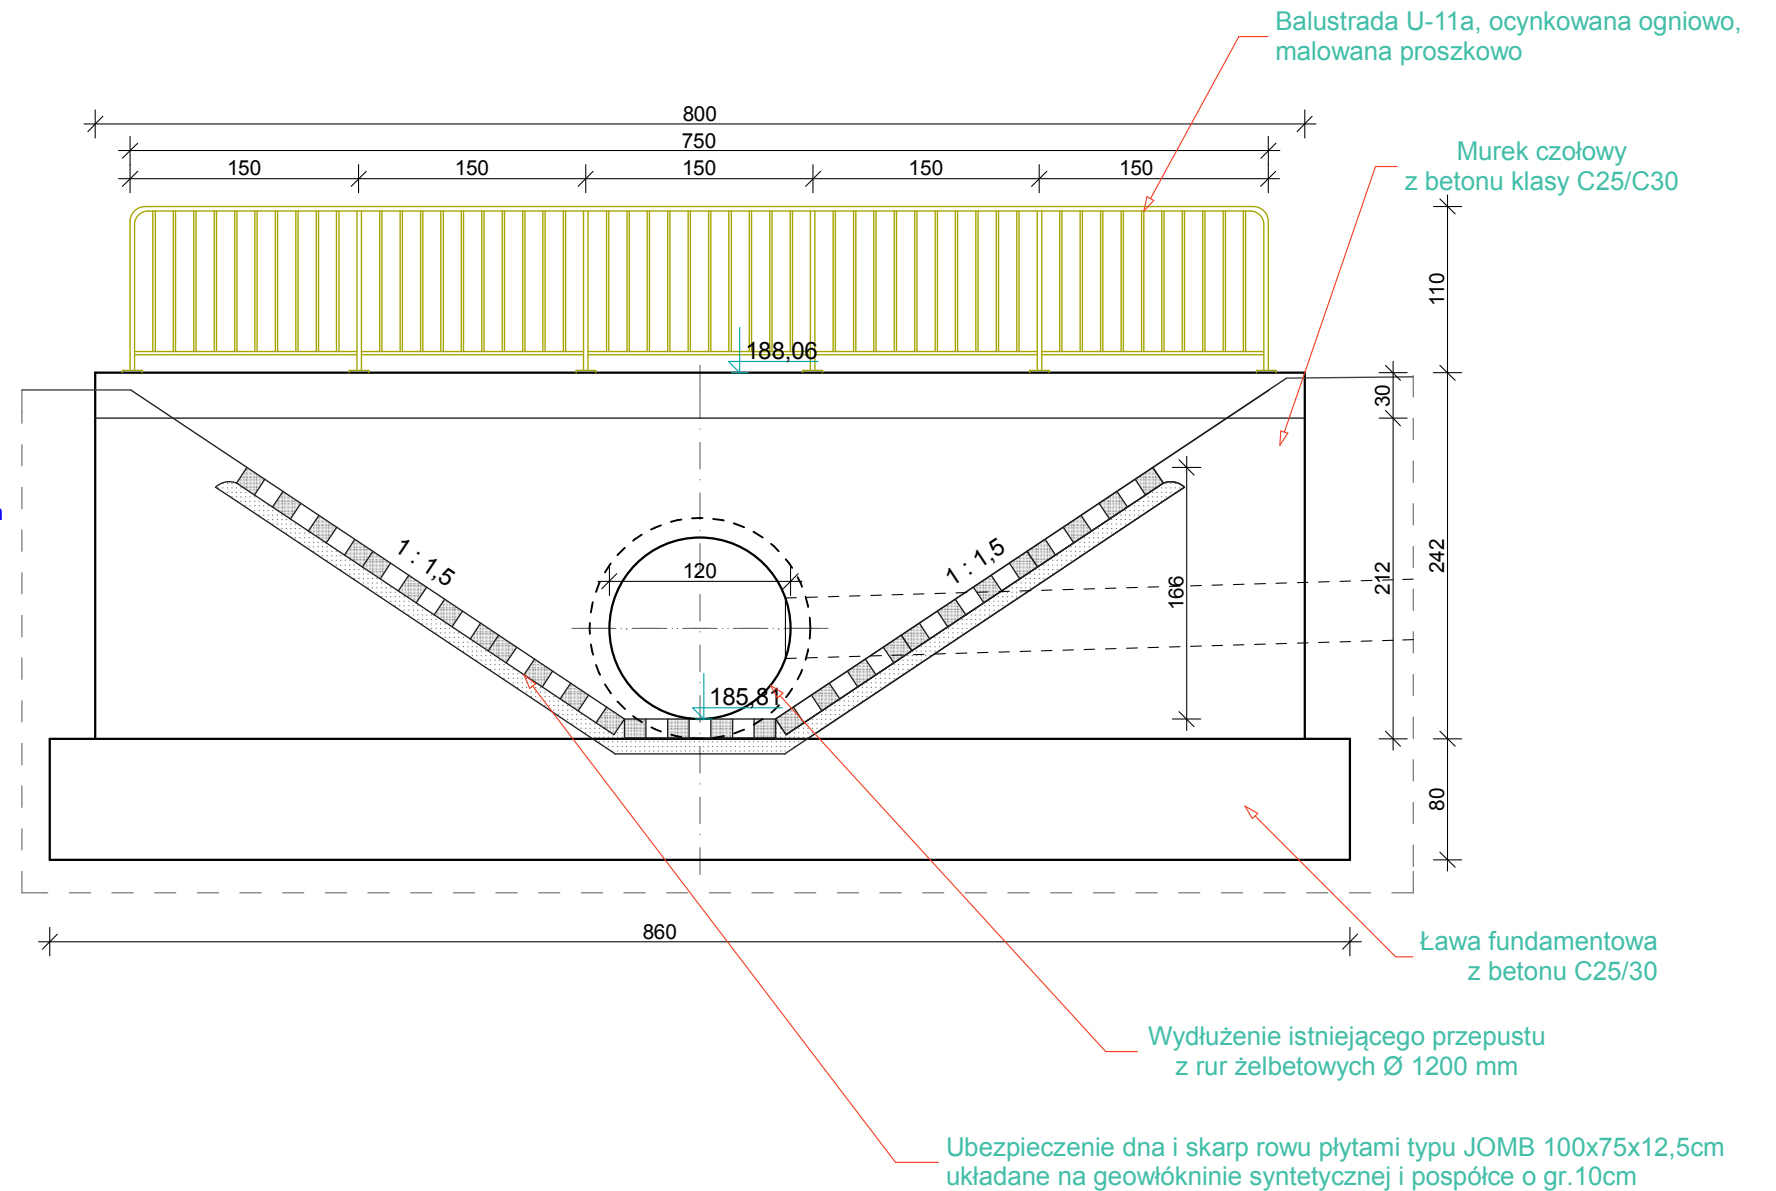 Balustrada U-11a, ocynkowana ogniowo,
malowana proszkowo
800
750
150 150 150 150 150
Murek czołowy
z betonu klasy C25/C30
110
188,06
30
1 : 1,5
1 : 1,5
120
166
212
242
185,81
80
860
Ława fundamentowa
z betonu C25/30
Wydłużenie istniejącego przepustu
z rur żelbetowych Ø 1200 mm
Ubezpieczenie dna i skarp rowu płytami typu JOMB 100x75x12,5cm
układane na geowłókninie syntetycznej i pospółce o gr.10cm